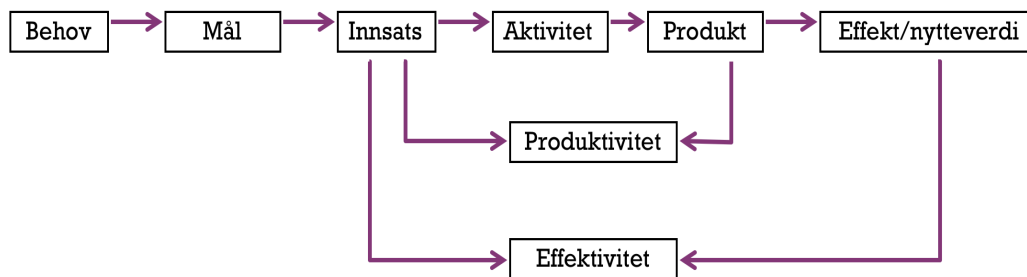 Behov
Mål
Innsats
Aktivitet
Produkt
Effekt/nytteverdi
Produktivitet
Effektivitet